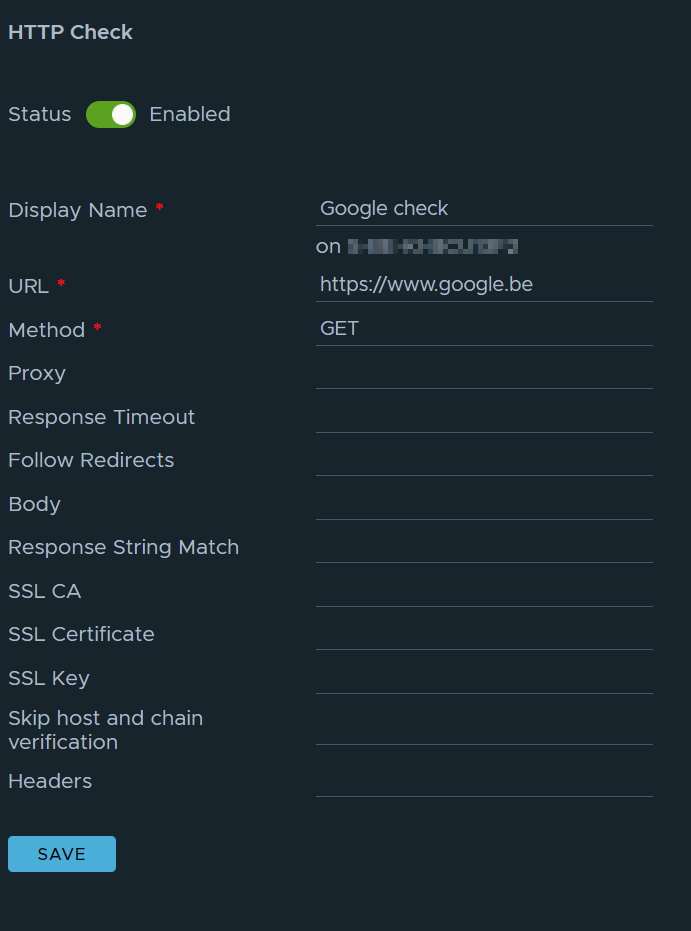 HTTP Check
Status Enabled
Display Name * Google check
on
URL * https://www.google.be
Method * GET
Proxy
Response Timeout
Follow Redirects
Body
Response String Match
SSL CA
SSL Certificate
SSL Key
Skip host and chain
verification
Headers
SAVE